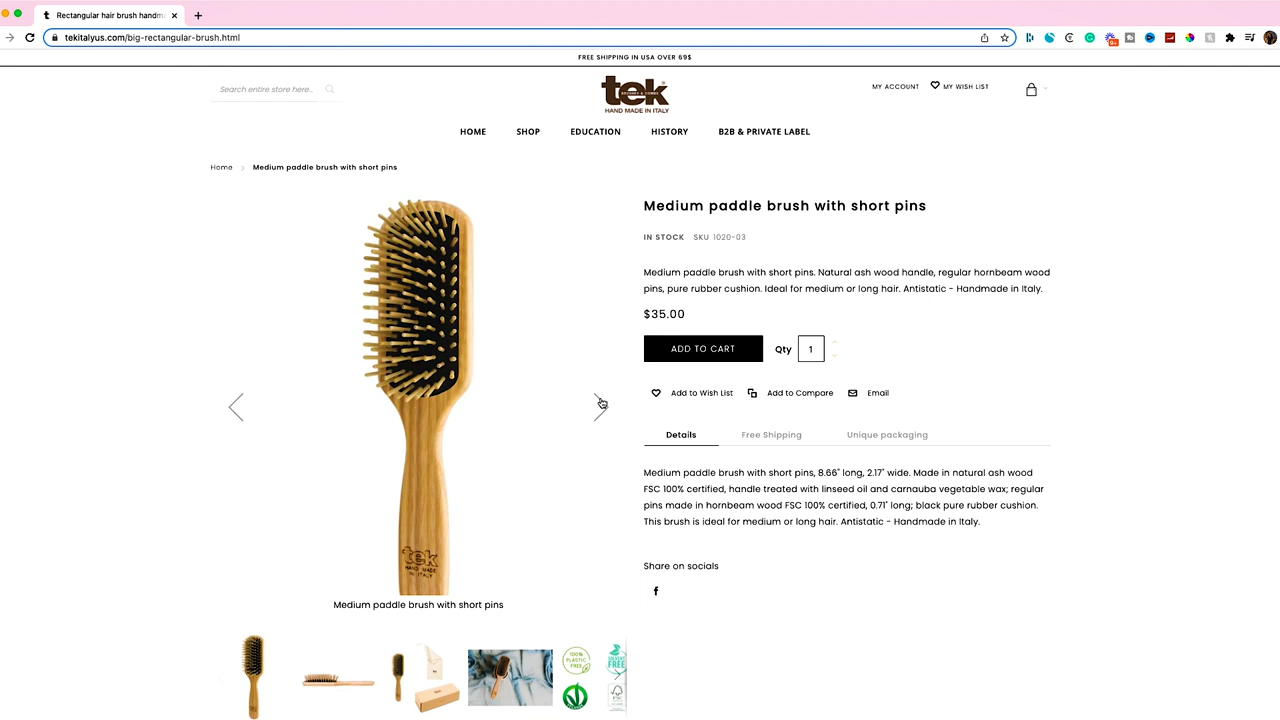 Rectangular hair brush handm
tekitalyus.com/big-rectangular-brush.html
FREE SHIPPING IN USA OVER 69$
Search entire store here...
tek
BRUSHES & COMBS
HAND MADE IN ITALY
MY ACCOUNT
MY WISH LIST
HOME
SHOP
EDUCATION
HISTORY
B2B & PRIVATE LABEL
Home
Medium paddle brush with short pins
Medium paddle brush with short pins
IN STOCK SKU 1020-03
Medium paddle brush with short pins. Natural ash wood handle, regular hornbeam wood
pins, pure rubber cushion. Ideal for medium or long hair. Antistatic - Handmade in Italy.
$35.00
ADD TO CART
Qty 1
Add to Wish List
Add to Compare
Email
Details
Free Shipping
Unique packaging
Medium paddle brush with short pins, 8.66" long, 2.17" wide. Made in natural ash wood
FSC 100% certified, handle treated with linseed oil and carnauba vegetable wax; regular
pins made in hornbeam wood FSC 100% certified, 0.71" long; black pure rubber cushion.
This brush is ideal for medium or long hair. Antistatic - Handmade in Italy.
Share on socials
tek
HAND MADE
IN ITALY
Medium paddle brush with short pins
100%
PLASTIC
FREE
SOLVENT
FREE
FSC